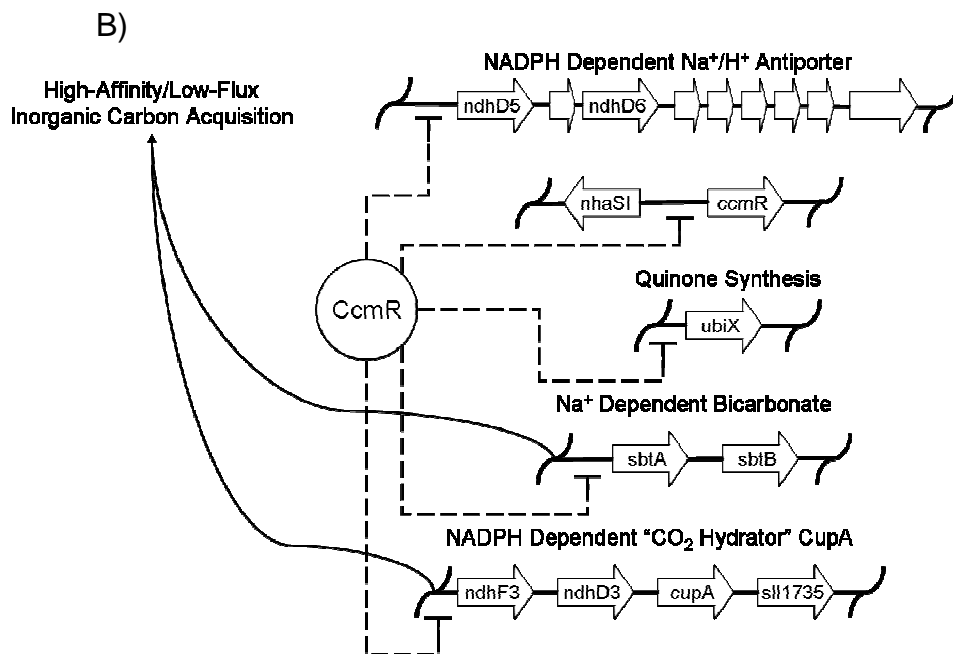 B)
High-Affinity/Low-Flux
Inorganic Carbon Acquisition
NADPH Dependent Na⁺/H⁺ Antiporter
ndhD5 ndhD6
nhaSI ccmR
CcmR
Quinone Synthesis
ubiX
Na⁺ Dependent Bicarbonate
sbtA sbtB
NADPH Dependent “CO₂ Hydrator” CupA
ndhF3 ndhD3 cupA sll1735